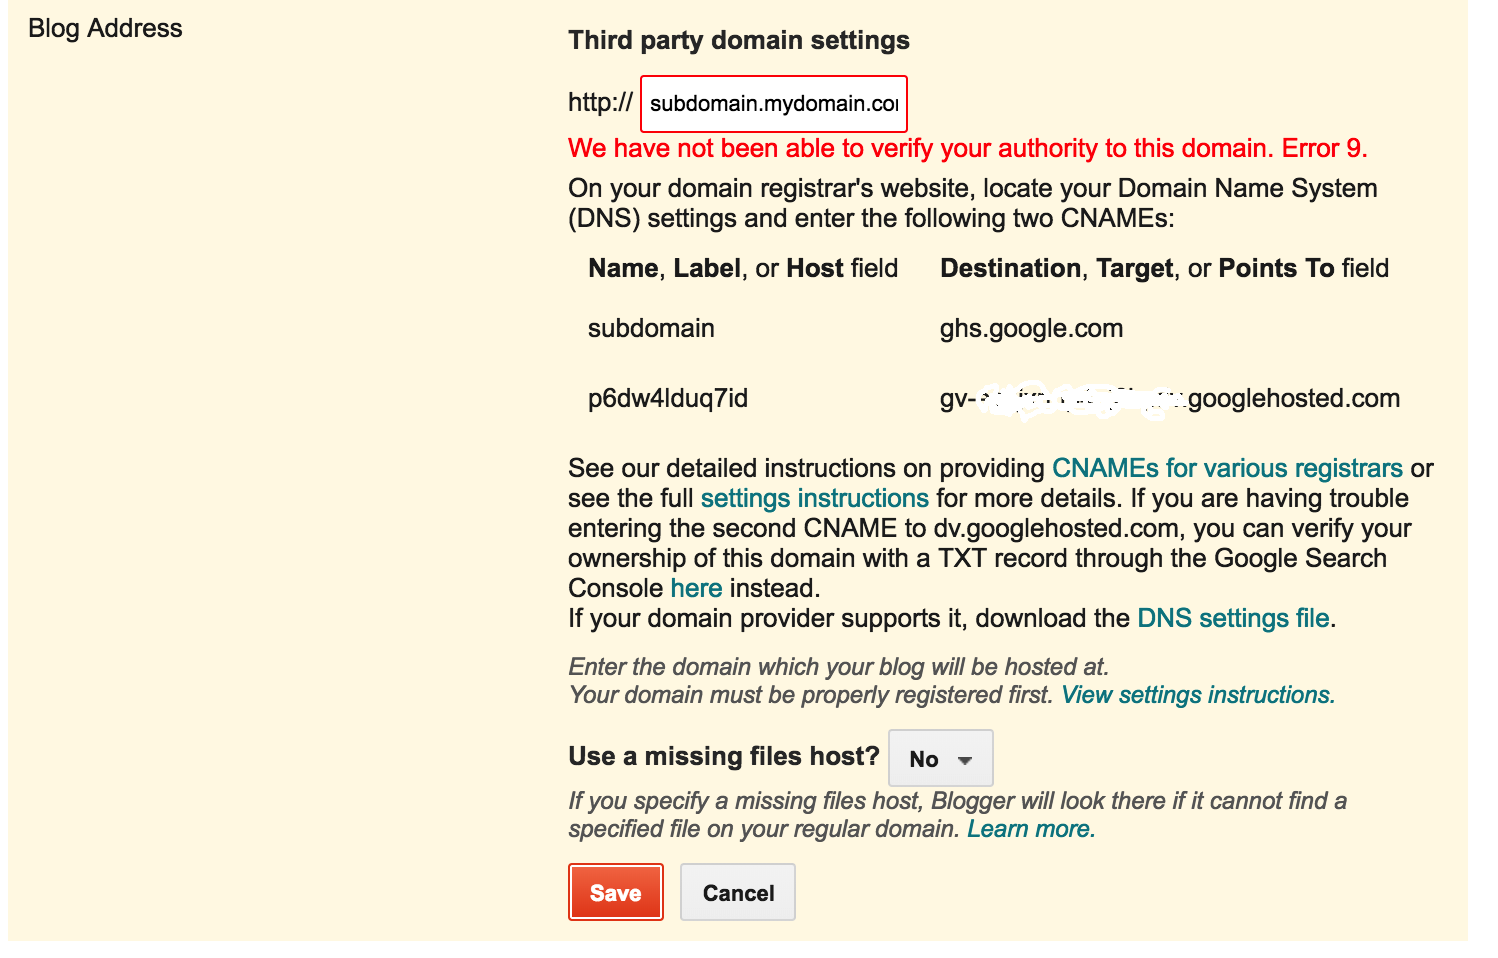 Blog Address
Third party domain settings
http:// subdomain.mydomain.co
We have not been able to verify your authority to this domain. Error 9.
On your domain registrar's website, locate your Domain Name System
(DNS) settings and enter the following two CNAMEs:
Name, Label, or Host field Destination, Target, or Points To field
subdomain ghs.google.com
p6dw4lduq7id gv- .googlehosted.com
See our detailed instructions on providing CNAMEs for various registrars or
see the full settings instructions for more details. If you are having trouble
entering the second CNAME to dv.googlehosted.com, you can verify your
ownership of this domain with a TXT record through the Google Search
Console here instead.
If your domain provider supports it, download the DNS settings file.
Enter the domain which your blog will be hosted at.
Your domain must be properly registered first. View settings instructions.
Use a missing files host? No
If you specify a missing files host, Blogger will look there if it cannot find a
specified file on your regular domain. Learn more.
Save Cancel